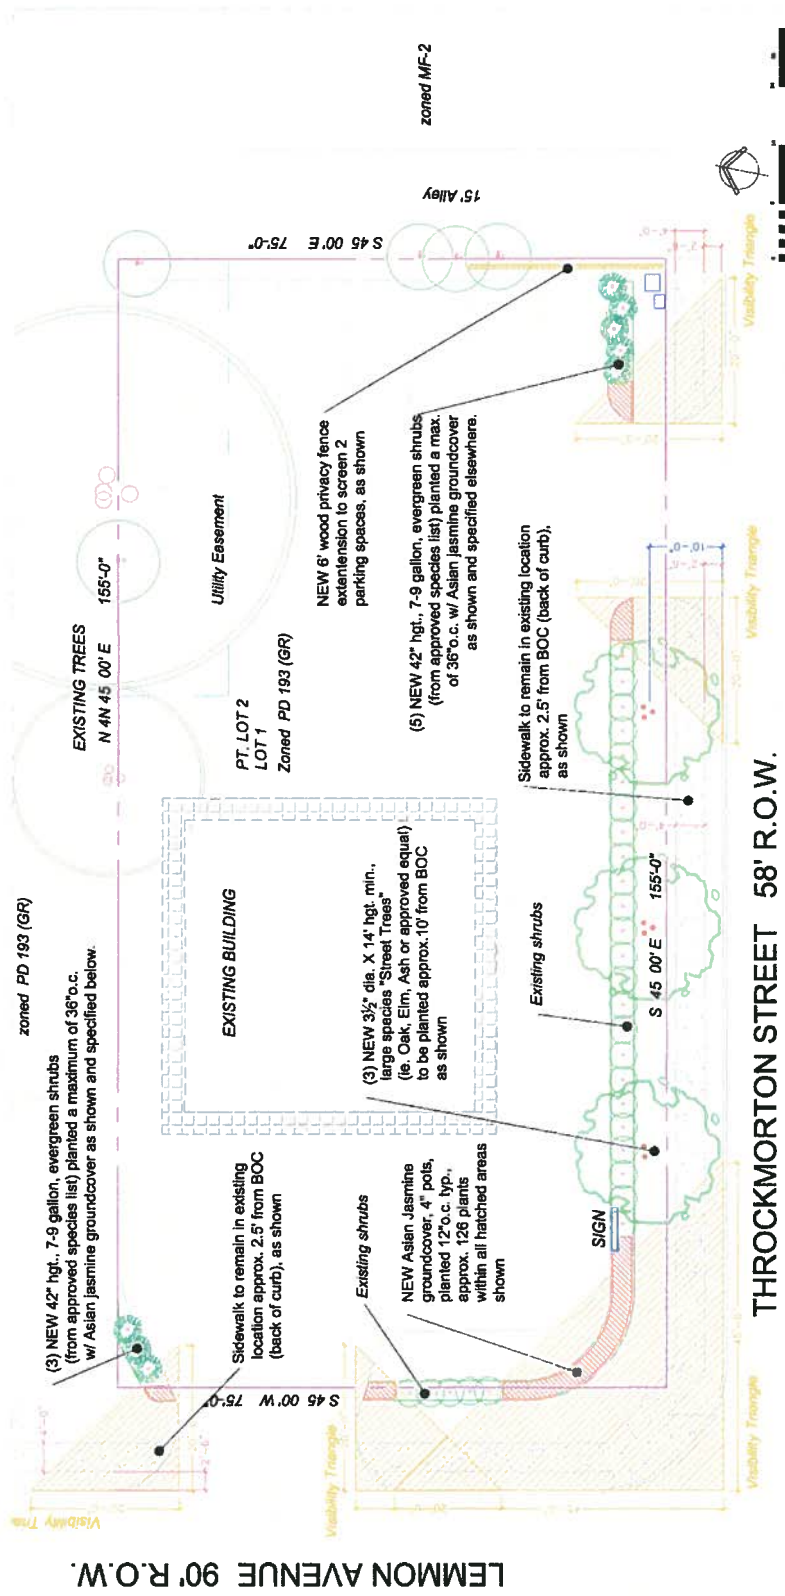 zoned PD 193 (GR)
(3) NEW 42" hgt., 7-9 gallon, evergreen shrubs
(from approved species list) planted a maximum of 36"o.c.
w/ Asian jasmine groundcover as shown and specified below.
EXISTING TREES
N 4N 45 00' E 155'-0"
zoned MF-2
15' Alley
S 45 00' E 75'-0"
Utility Easement
PT. LOT 2
LOT 1
Zoned PD 193 (GR)
EXISTING BUILDING
NEW 6' wood privacy fence
extentension to screen 2
parking spaces, as shown
(5) NEW 42" hgt., 7-9 gallon, evergreen shrubs
(from approved species list) planted a max.
of 36"o.c. w/ Asian jasmine groundcover
as shown and specified elsewhere.
Sidewalk to remain in existing
location approx. 2.5' from BOC
(back of curb), as shown
(3) NEW 3½" dia. X 14' hgt. min.,
large species "Street Trees"
(ie. Oak, Elm, Ash or approved equal)
to be planted approx. 10' from BOC
as shown
Sidewalk to remain in existing location
approx. 2.5' from BOC (back of curb),
as shown
Existing shrubs
NEW Asian Jasmine
groundcover, 4" pots,
planted 12"o.c. typ.,
approx. 126 plants
within all hatched areas
shown
Existing shrubs
SIGN
S 45 00' E 155'-0"
S 45 00' W 75'-0"
10'-0"
20'-0"
Visibility Triangle
Visibility Triangle
Visibility Triangle
Visibility Triangle
THROCKMORTON STREET 58' R.O.W.
LEMMON AVENUE 90' R.O.W.